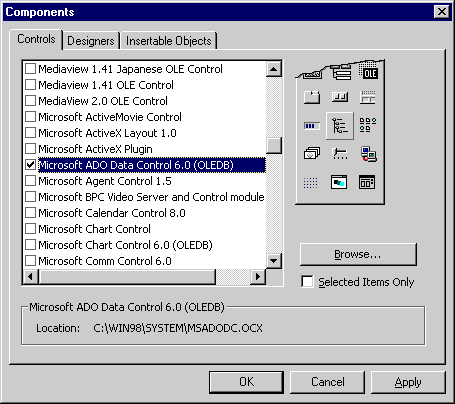 Components
Controls Designers Insertable Objects
Mediaview 1.41 Japanese OLE Control
Mediaview 1.41 OLE Control
Mediaview 2.0 OLE Control
Microsoft ActiveMovie Control
Microsoft ActiveX Layout 1.0
Microsoft ActiveX Plugin
Microsoft ADO Data Control 6.0 (OLEDB)
Microsoft Agent Control 1.5
Microsoft BPC Video Server and Control module
Microsoft Calendar Control 8.0
Microsoft Chart Control
Microsoft Chart Control 6.0 (OLEDB)
Microsoft Comm Control 6.0
OLE
Browse...
Selected Items Only
Microsoft ADO Data Control 6.0 (OLEDB)
Location: C:\WIN98\SYSTEM\MSADODC.OCX
OK Cancel Apply